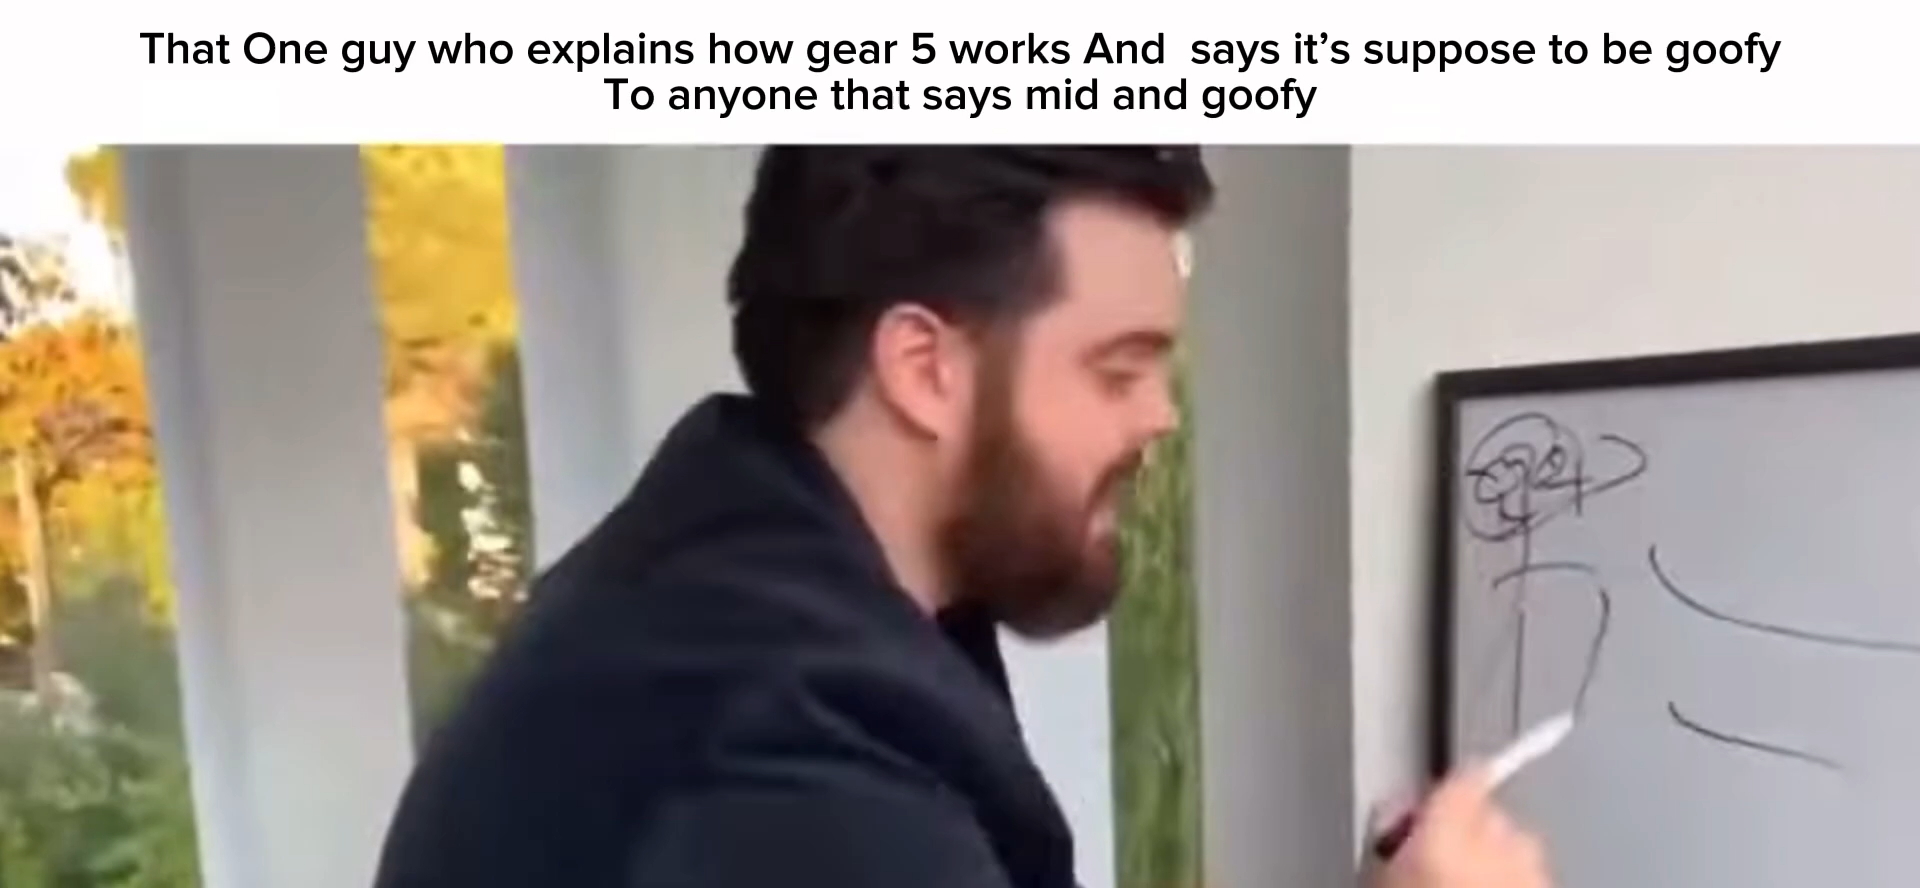 That One guy who explains how gear 5 works And  says it’s suppose to be goofy
To anyone that says mid and goofy